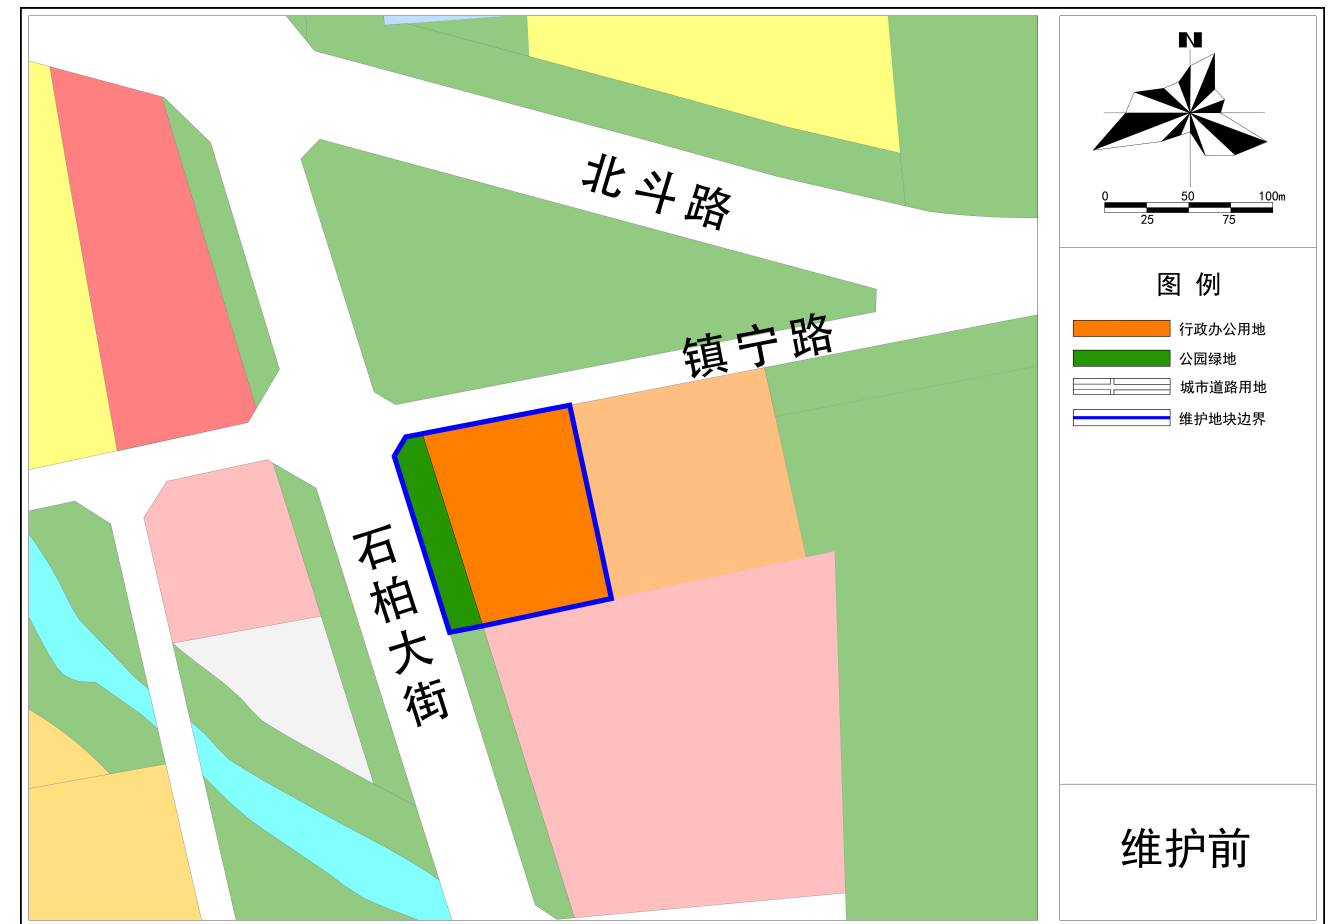 北斗路
镇宁路
石柏大街
N
0 50 100m
25 75
图 例
行政办公用地
公园绿地
城市道路用地
维护地块边界
维护前